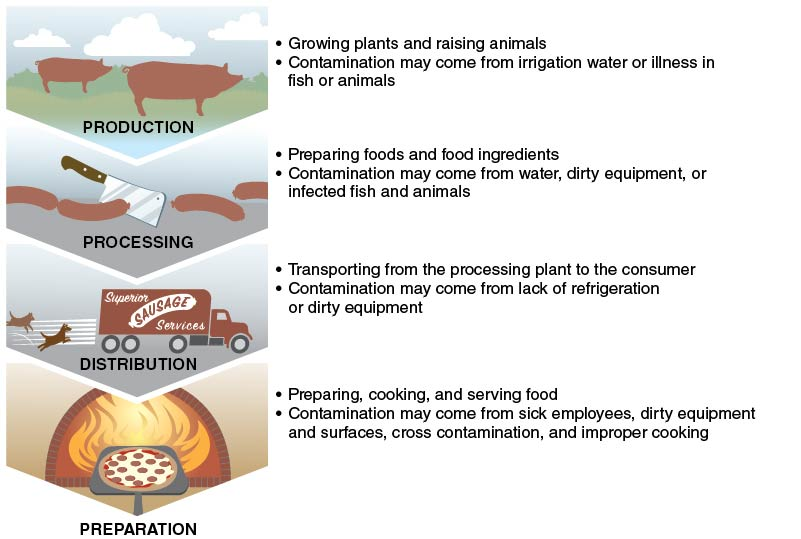 • Growing plants and raising animals
• Contamination may come from irrigation water or illness in
fish or animals
PRODUCTION
• Preparing foods and food ingredients
• Contamination may come from water, dirty equipment, or
infected fish and animals
PROCESSING
• Transporting from the processing plant to the consumer
• Contamination may come from lack of refrigeration
or dirty equipment
Superior
SAUSAGE
Services
DISTRIBUTION
• Preparing, cooking, and serving food
• Contamination may come from sick employees, dirty equipment
and surfaces, cross contamination, and improper cooking
PREPARATION